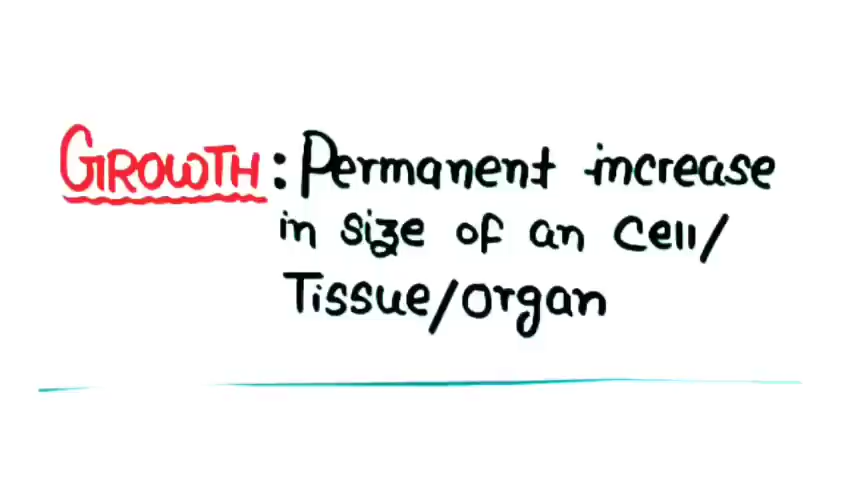 GROWTH: Permanent increase
in size of an cell/
Tissue/organ